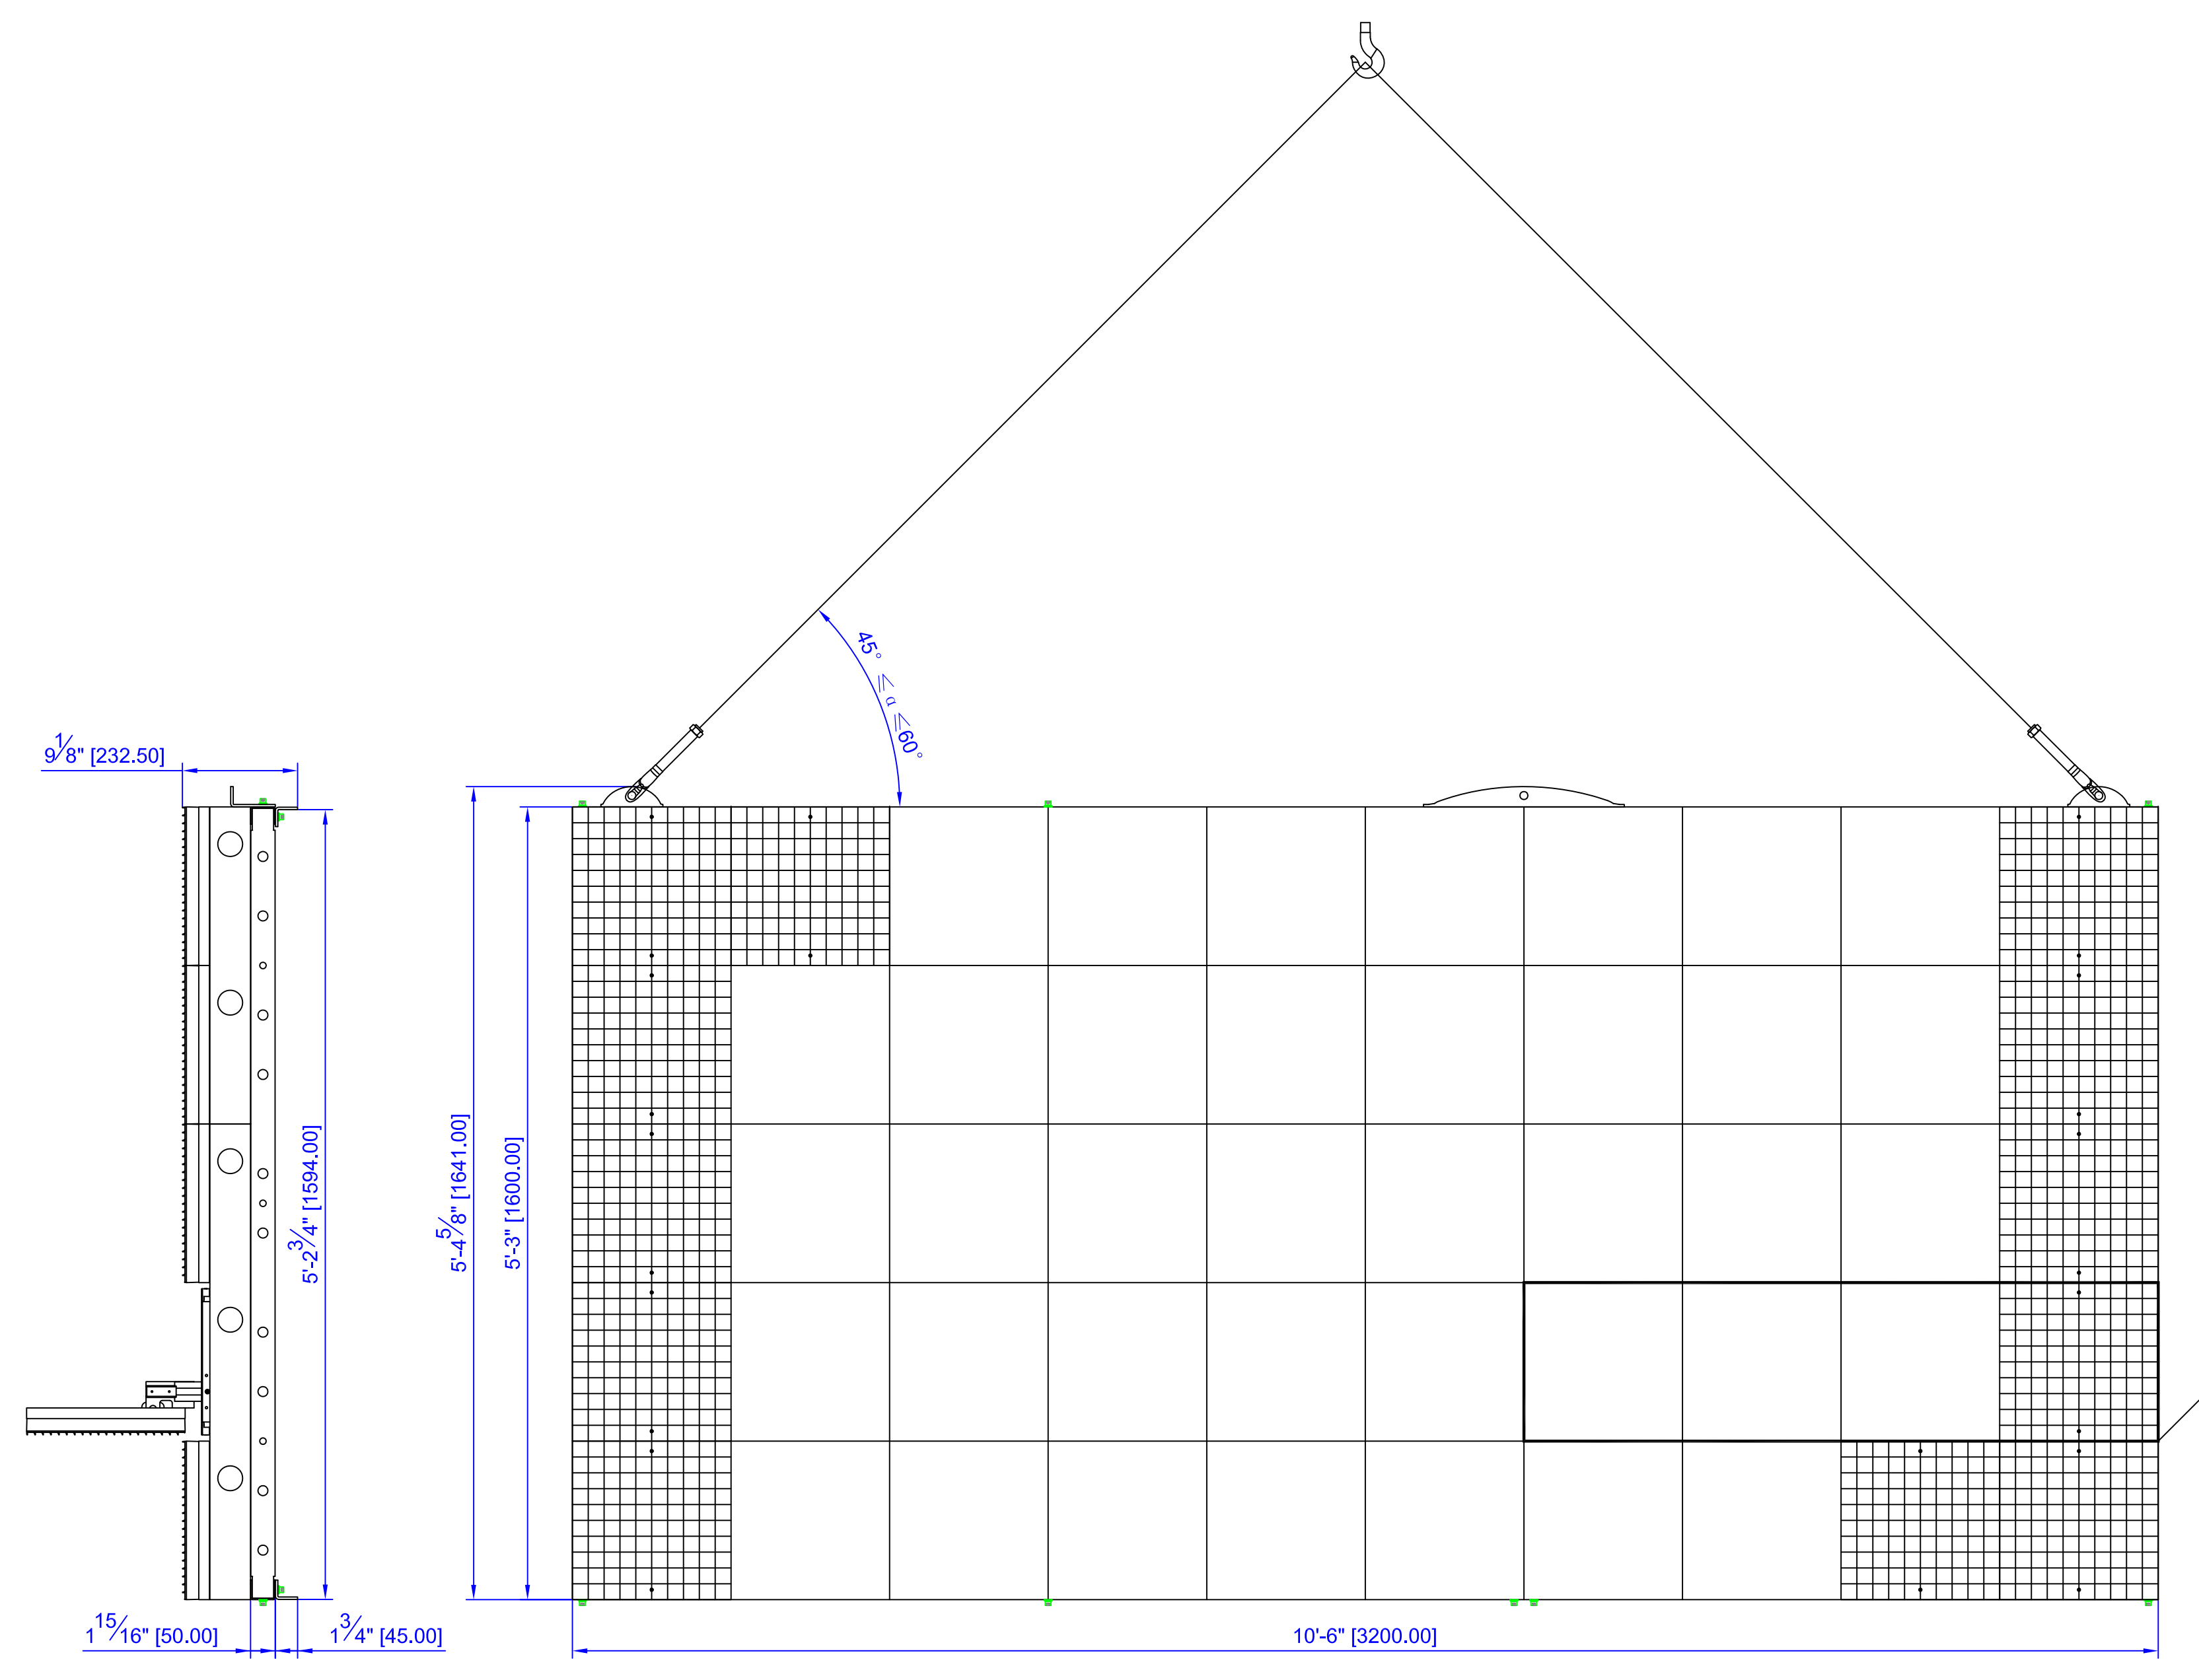 45° ≤ α ≤60°
9 1/8" [232.50]
5'-2 3/4" [1594.00]
5'-4 5/8" [1641.00]
5'-3" [1600.00]
1 15/16" [50.00]
1 3/4" [45.00]
10'-6" [3200.00]